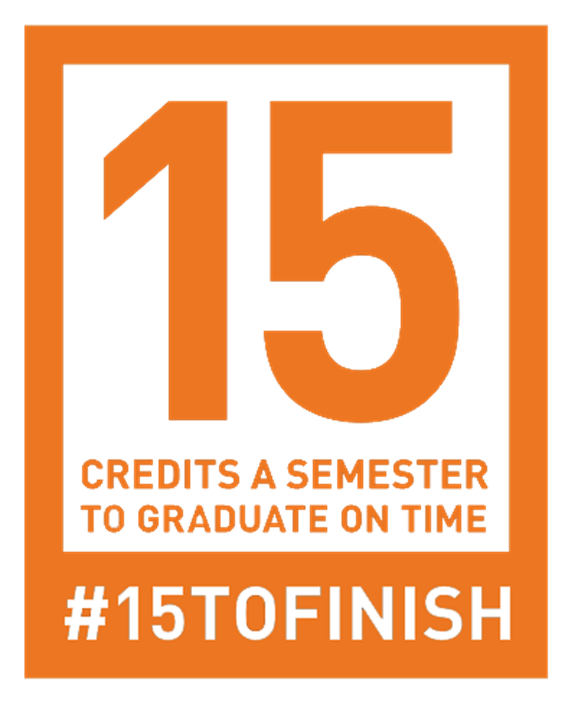 15
CREDITS A SEMESTER
TO GRADUATE ON TIME
#15TOFINISH